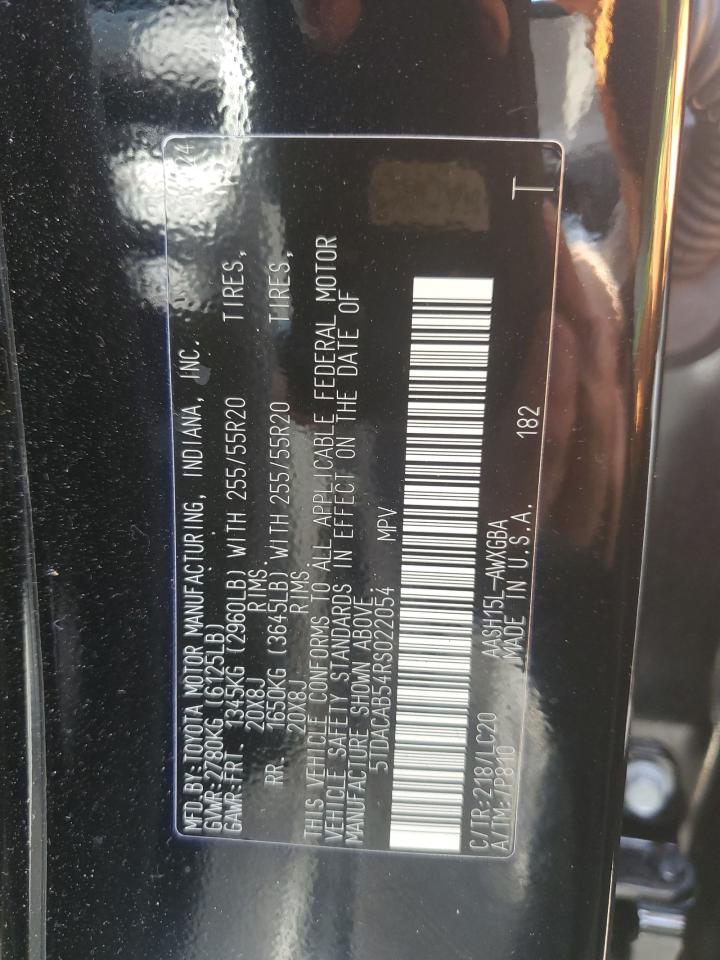 MFD.BY:TOYOTA MOTOR MANUFACTURING, INDIANA, INC.
GVWR:2780KG (6125LB)
GAWR:FRT. 1345KG (2960LB) WITH 255/55R20 TIRES,
20X8J RIMS.
RR. 1650KG (3645LB) WITH 255/55R20 TIRES,
20X8J RIMS
THIS VEHICLE CONFORMS TO ALL APPLICABLE FEDERAL MOTOR
VEHICLE SAFETY STANDARDS IN EFFECT ON THE DATE OF
MANUFACTURE SHOWN ABOVE.
5TDACAB54RS022054 MPV
C/TR:218/LC20 AASH15L-AWXGBA
A/TM:/P810 MADE IN U.S.A. 182 T